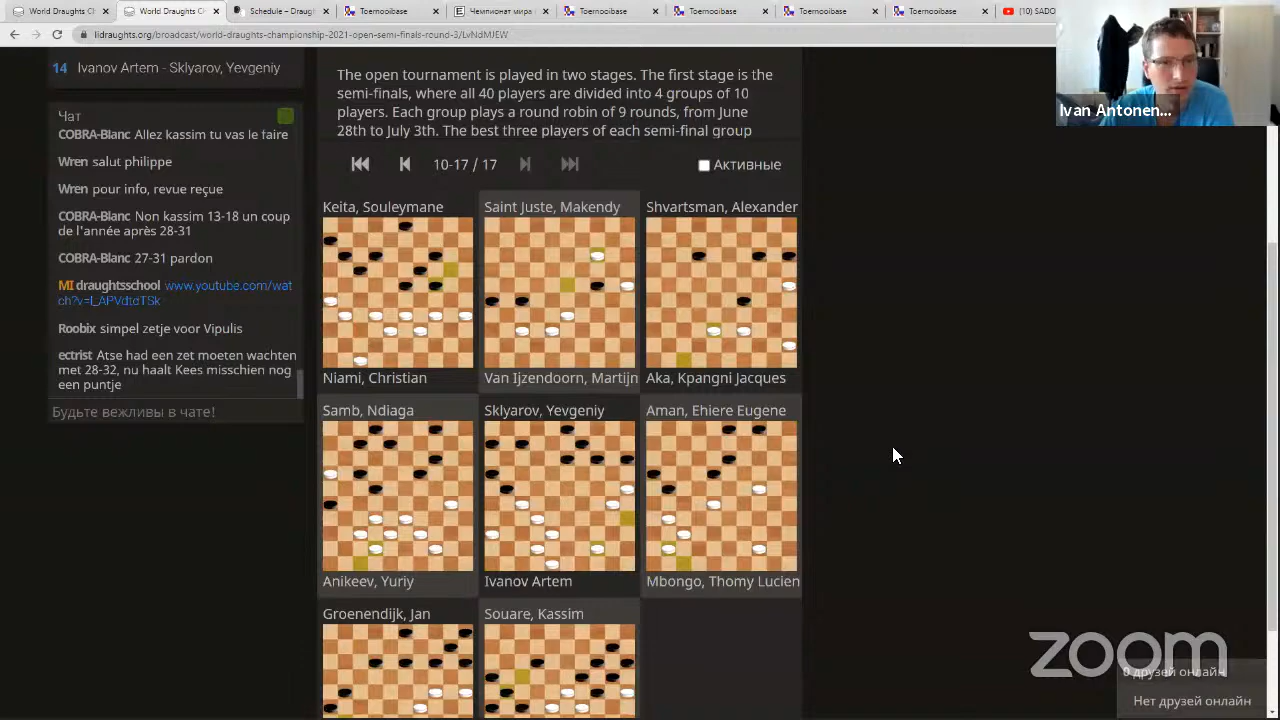 World Draughts C
World Draughts C
Schedule – Draug
Toernooibase
Чемпионат мира
Toernooibase
Toernooibase
Toernooibase
Toernooibase
(10) SADO
lidraughts.org/broadcast/world-draughts-championship-2021-open-semi-finals-round-3/
Ivan Antonen...
14 Ivanov Artem - Sklyarov, Yevgeniy
Чат
COBRA-Blanc Allez kassim tu vas le faire
Wren salut philippe
Wren pour info, revue reçue
COBRA-Blanc Non kassim 13-18 un coup
de l'année après 28-31
COBRA-Blanc 27-31 pardon
MI draughtsschool www.youtube.com/wat
ch?v=l_APVdtdTSk
Roobix simpel zetje voor Vipulis
ectrist Atse had een zet moeten wachten
met 28-32, nu haalt Kees misschien nog
een puntje
Будьте вежливы в чате!
The open tournament is played in two stages. The first stage is the
semi-finals, where all 40 players are divided into 4 groups of 10
players. Each group plays a round robin of 9 rounds, from June
28th to July 3th. The best three players of each semi-final group
10-17 / 17
Активные
Keita, Souleymane
Saint Juste, Makendy
Shvartsman, Alexander
Niami, Christian
Van Ijzendoorn, Martijn
Aka, Kpangni Jacques
Samb, Ndiaga
Sklyarov, Yevgeniy
Aman, Ehiere Eugene
Anikeev, Yuriy
Ivanov Artem
Mbongo, Thomy Lucien
Groenendijk, Jan
Souare, Kassim
zoom
0 друзей онлайн
Нет друзей онлайн